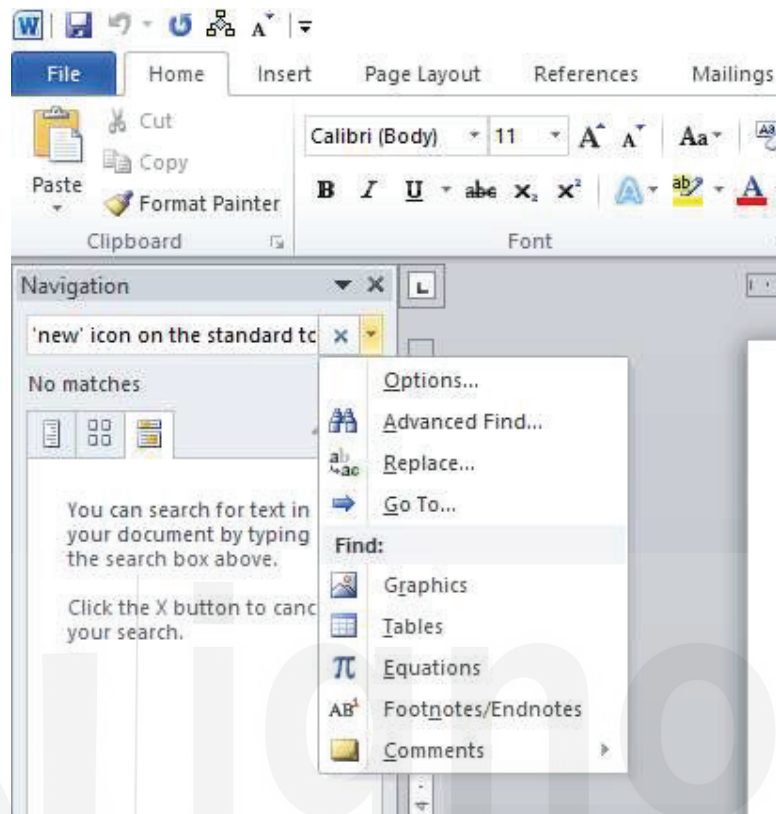 File Home Insert Page Layout References Mailings
Cut
Copy
Paste
Format Painter
Clipboard
Calibri (Body) 11 A A Aa
B I U abc X₂ X² A ab A
Font
Navigation
'new' icon on the standard tc
No matches
You can search for text in
your document by typing
the search box above.
Click the X button to canc
your search.
Options...
Advanced Find...
Replace...
Go To...
Find:
Graphics
Tables
Equations
Footnotes/Endnotes
Comments
ignou